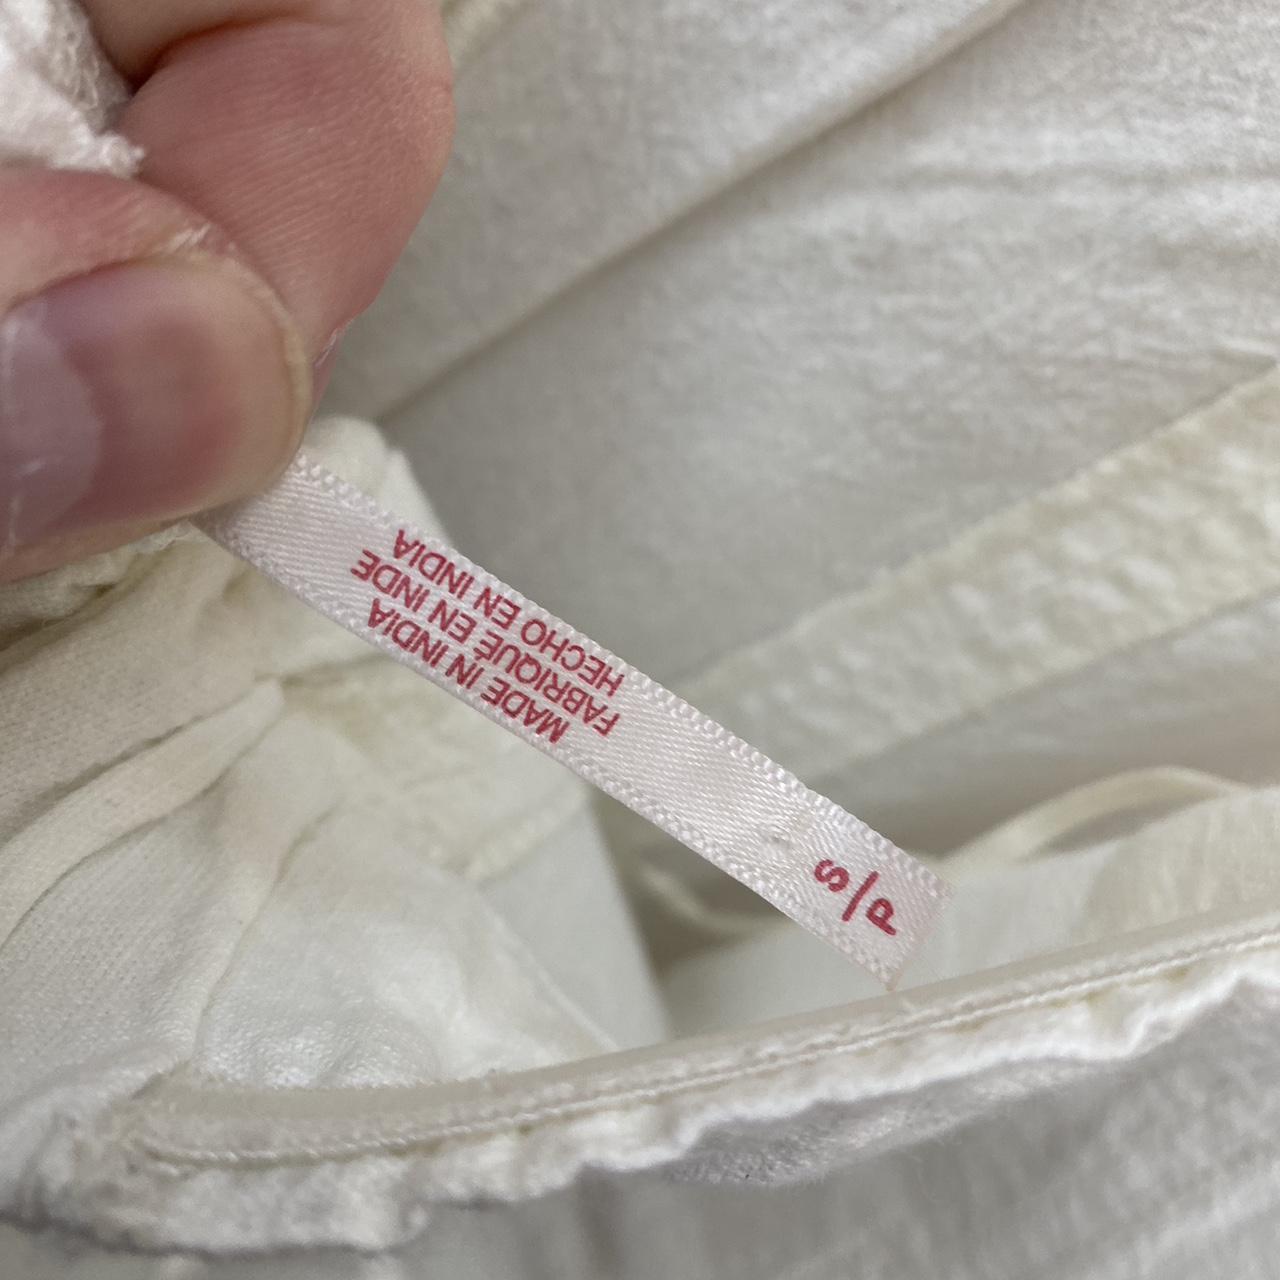 P/S
MADE IN INDIA
FABRIQUÉ EN INDE
HECHO EN INDIA